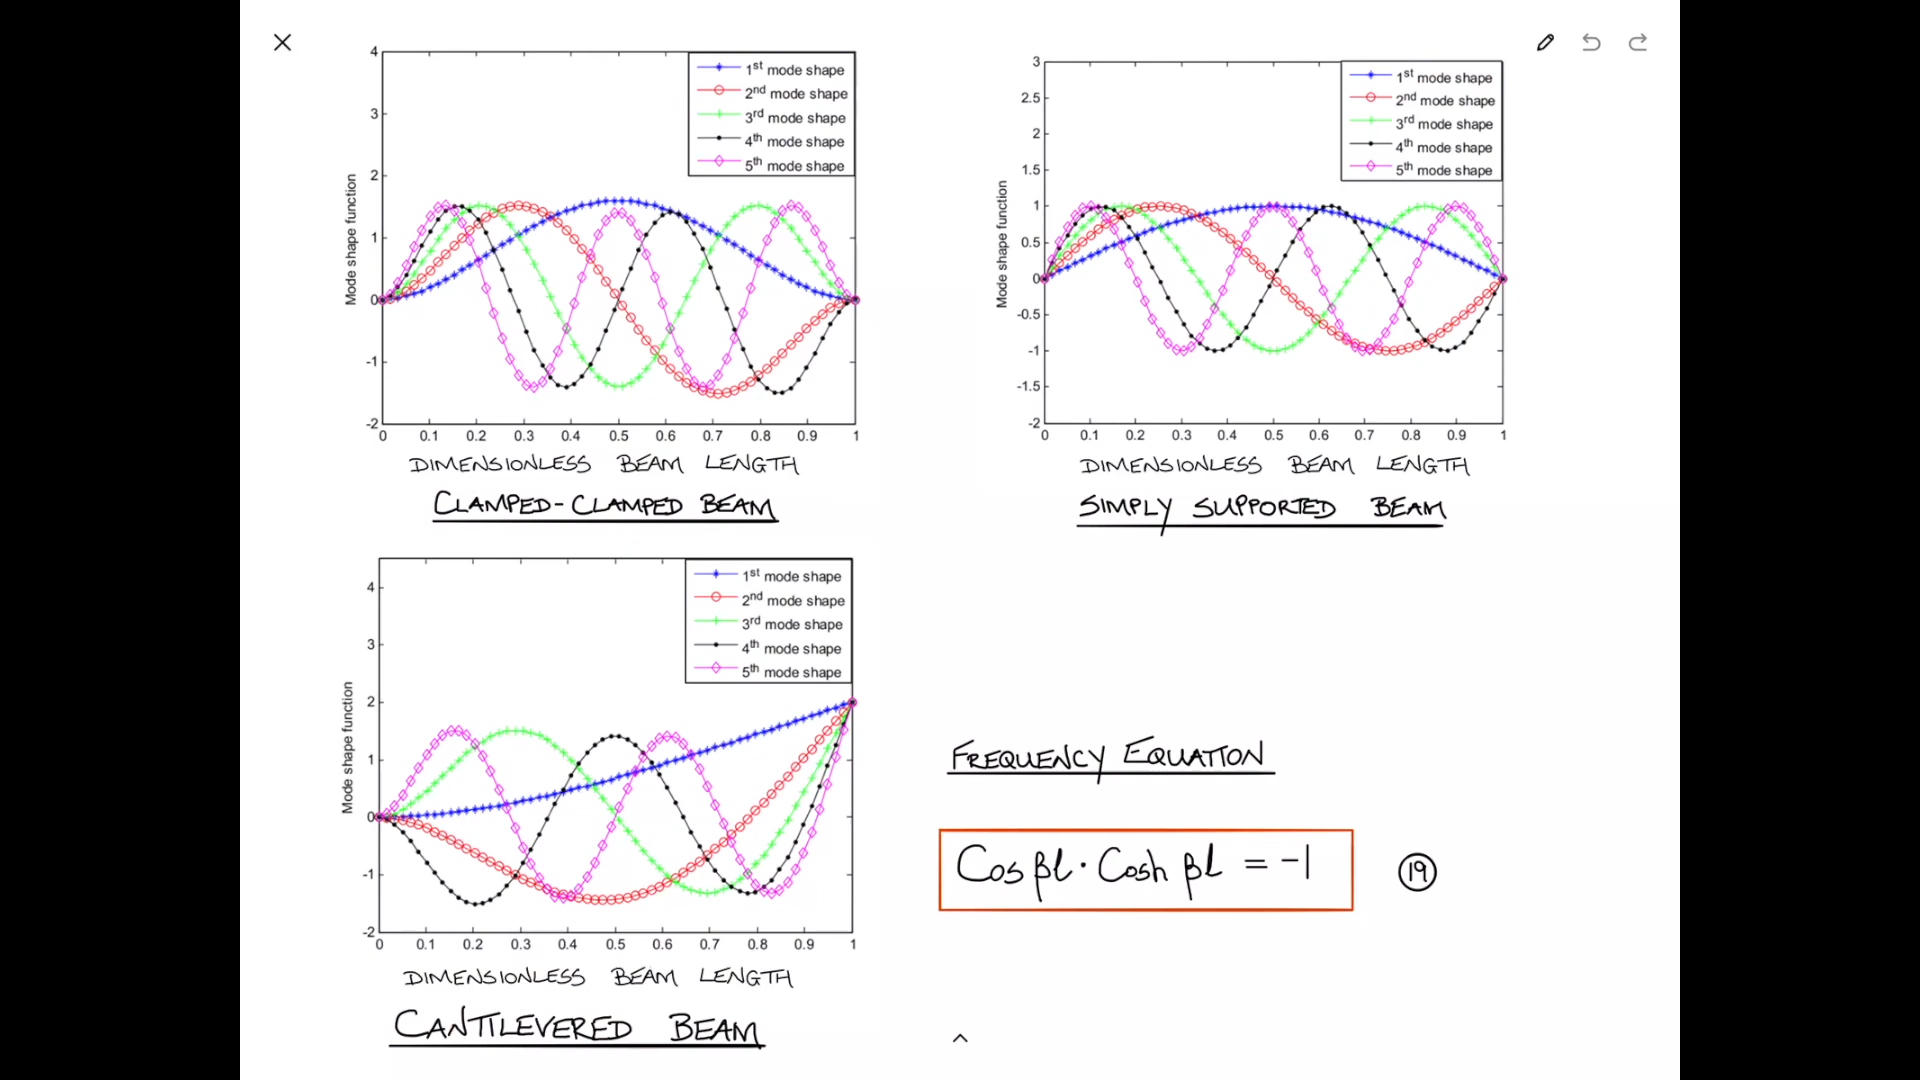 4
3
2
1
0
-1
-2
Mode shape function
1st mode shape
2nd mode shape
3rd mode shape
4th mode shape
5th mode shape
0 0.1 0.2 0.3 0.4 0.5 0.6 0.7 0.8 0.9 1
DIMENSIONLESS BEAM LENGTH
CLAMPED-CLAMPED BEAM
3
2.5
2
1.5
1
0.5
0
-0.5
-1
-1.5
-2
Mode shape function
1st mode shape
2nd mode shape
3rd mode shape
4th mode shape
5th mode shape
0 0.1 0.2 0.3 0.4 0.5 0.6 0.7 0.8 0.9 1
DIMENSIONLESS BEAM LENGTH
SIMPLY SUPPORTED BEAM
4
3
2
1
0
-1
-2
Mode shape function
1st mode shape
2nd mode shape
3rd mode shape
4th mode shape
5th mode shape
0 0.1 0.2 0.3 0.4 0.5 0.6 0.7 0.8 0.9 1
DIMENSIONLESS BEAM LENGTH
CANTILEVERED BEAM
FREQUENCY EQUATION
Cos βl · Cosh βl = -1 19